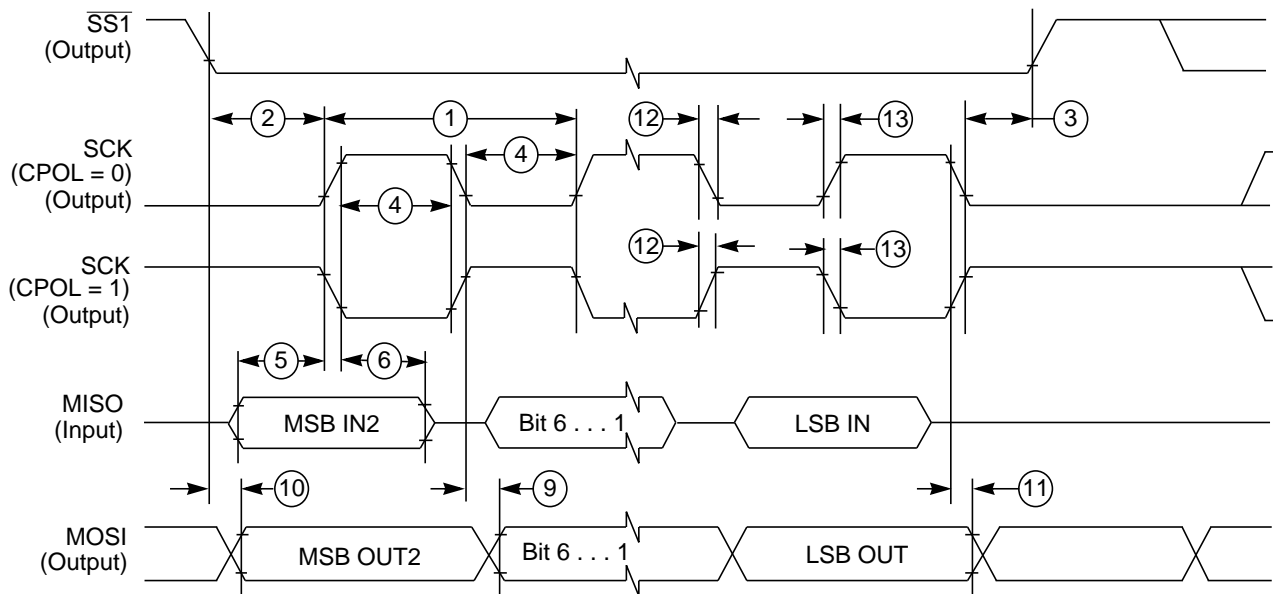 SS1
(Output)
2
1
12
13
3
SCK
(CPOL = 0)
(Output)
4
4
12
13
SCK
(CPOL = 1)
(Output)
5
6
MISO
(Input)
MSB IN2
Bit 6 . . . 1
LSB IN
10
9
11
MOSI
(Output)
MSB OUT2
Bit 6 . . . 1
LSB OUT